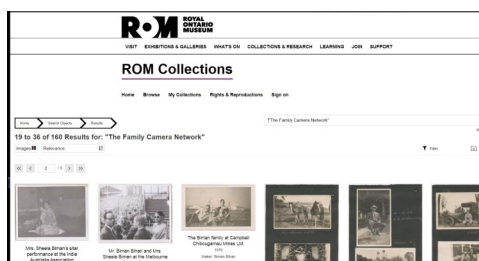 ROM ROYAL
ONTARIO
MUSEUM
VISIT EXHIBITIONS & GALLERIES WHAT'S ON COLLECTIONS & RESEARCH LEARNING JOIN SUPPORT
ROM Collections
Home Browse My Collections Rights & Reproductions Sign on
Home Search Objects Results
"The Family Camera Network"
19 to 36 of 160 Results for: "The Family Camera Network"
Images Relevance
Filter
2
Mrs. Sheela Biman's sitar
performance at the India
Australia Association
Mr. Biman Bihari and Mrs.
Sheela Biman at the Melbourne
The Biman family at Campbell
Chibougamau Mines Ltd.
Maker: Biman Bihari